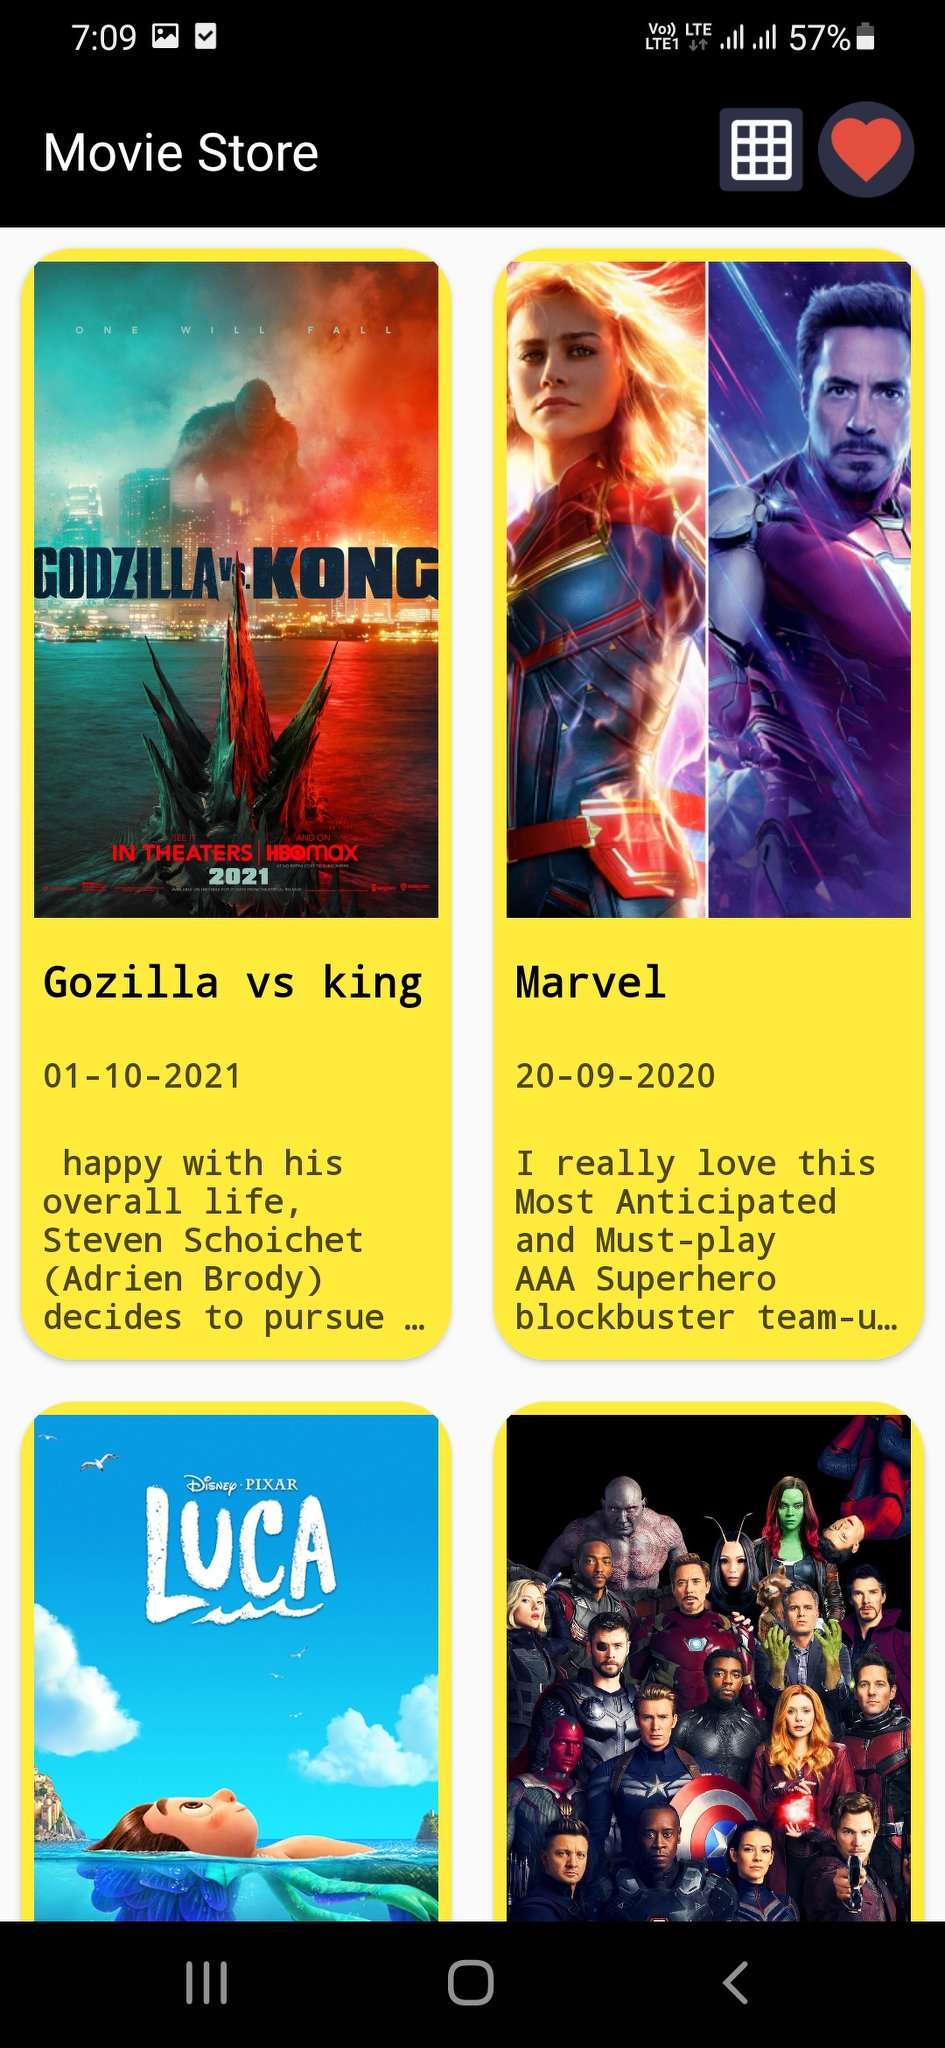 7:09
Vo)) LTE
LTE1
57%
Movie Store
ONE WILL FALL
GODZILLA vs. KONG
SEE IT AND ON
IN THEATERS HBOMAX
2021
Gozilla vs king
01-10-2021
happy with his
overall life,
Steven Schoichet
(Adrien Brody)
decides to pursue …
Marvel
20-09-2020
I really love this
Most Anticipated
and Must-play
AAA Superhero
blockbuster team-u…
Disney · PIXAR
LUCA